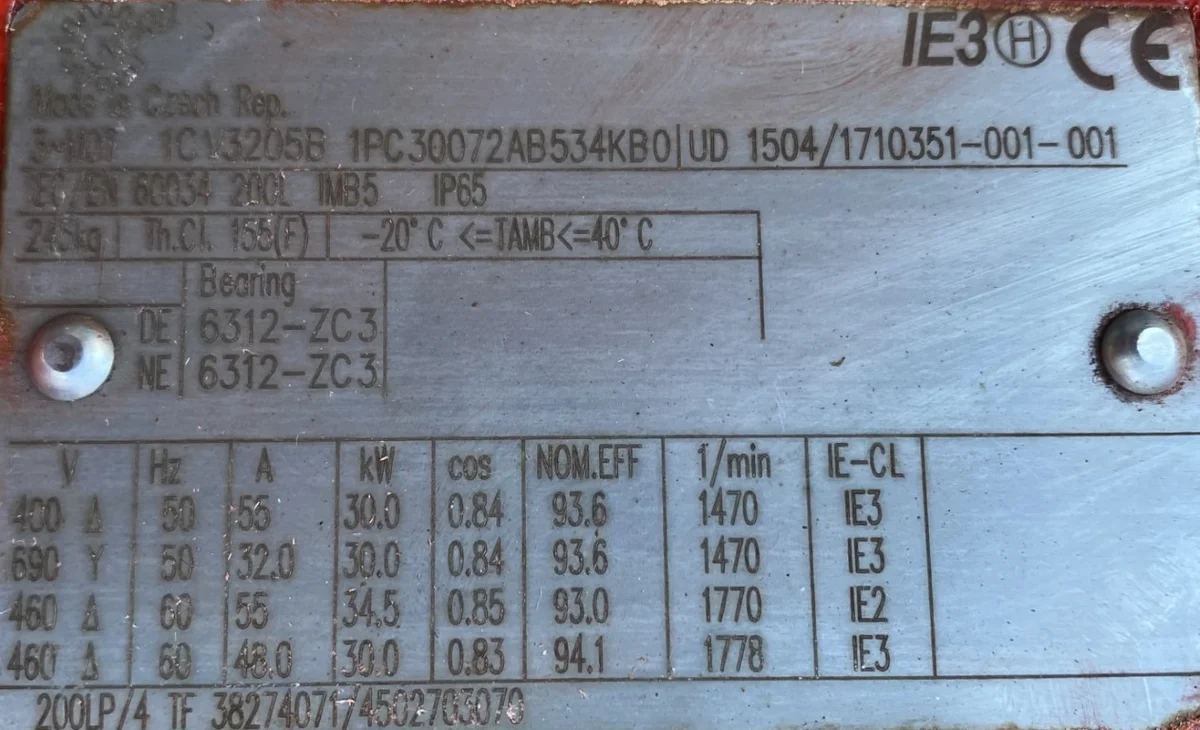 IE3 H CE
Made in Czech Rep.
3~MOT 1CV3205B 1PC30072AB534KB0 UD 1504/1710351-001-001
IEC/EN 60034 200L IMB5 IP65
245kg Th.Cl. 155(F) -20°C <=TAMB<=40°C
Bearing
DE 6312-ZC3
NE 6312-ZC3
V Hz A kW cos NOM.EFF 1/min IE-CL
400 Δ 50 55 30.0 0.84 93.6 1470 IE3
690 Y 50 32.0 30.0 0.84 93.6 1470 IE3
460 Δ 60 55 34.5 0.85 93.0 1770 IE2
460 Δ 60 48.0 30.0 0.83 94.1 1778 IE3
200LP/4 TF 38274071/4502703070